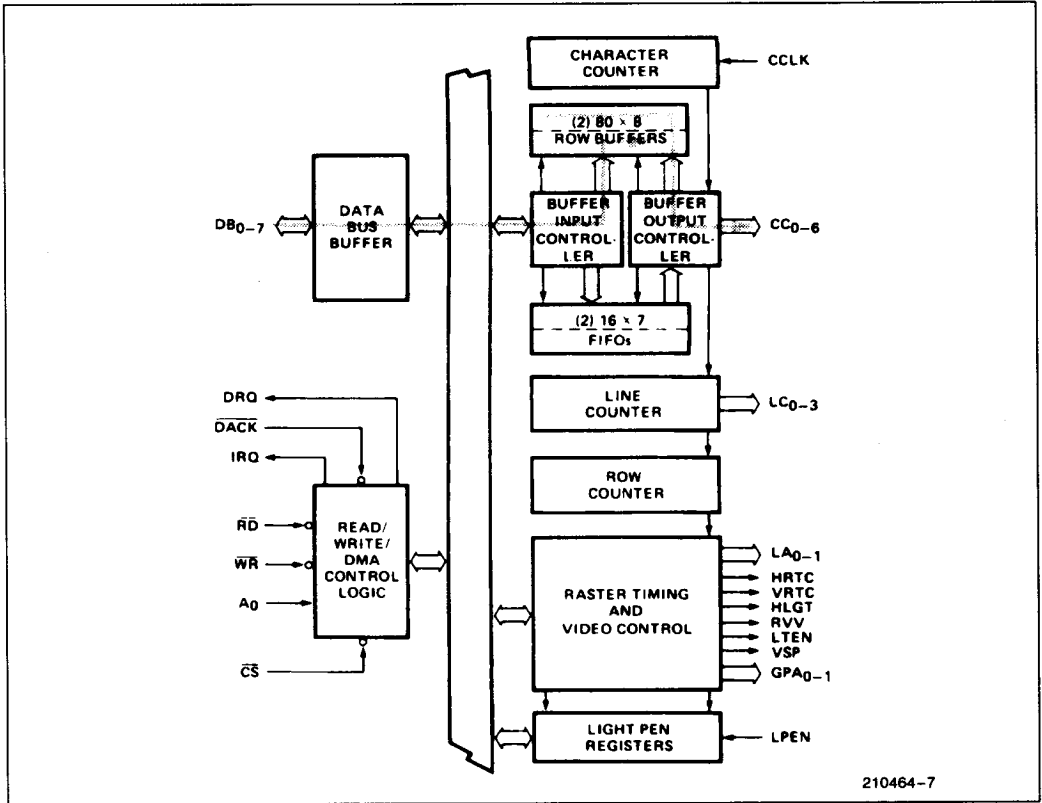 CHARACTER
COUNTER
CCLK
(2) 80 × 8
ROW BUFFERS
DB0–7
DATA
BUS
BUFFER
BUFFER
INPUT
CONTROL-
LER
BUFFER
OUTPUT
CONTROL-
LER
CC0–6
(2) 16 × 7
FIFOs
LINE
COUNTER
LC0–3
ROW
COUNTER
DRQ
DACK
IRQ
RD
WR
A0
CS
READ/
WRITE/
DMA
CONTROL
LOGIC
RASTER TIMING
AND
VIDEO CONTROL
LA0–1
HRTC
VRTC
HLGT
RVV
LTEN
VSP
GPA0–1
LIGHT PEN
REGISTERS
LPEN
210464–7